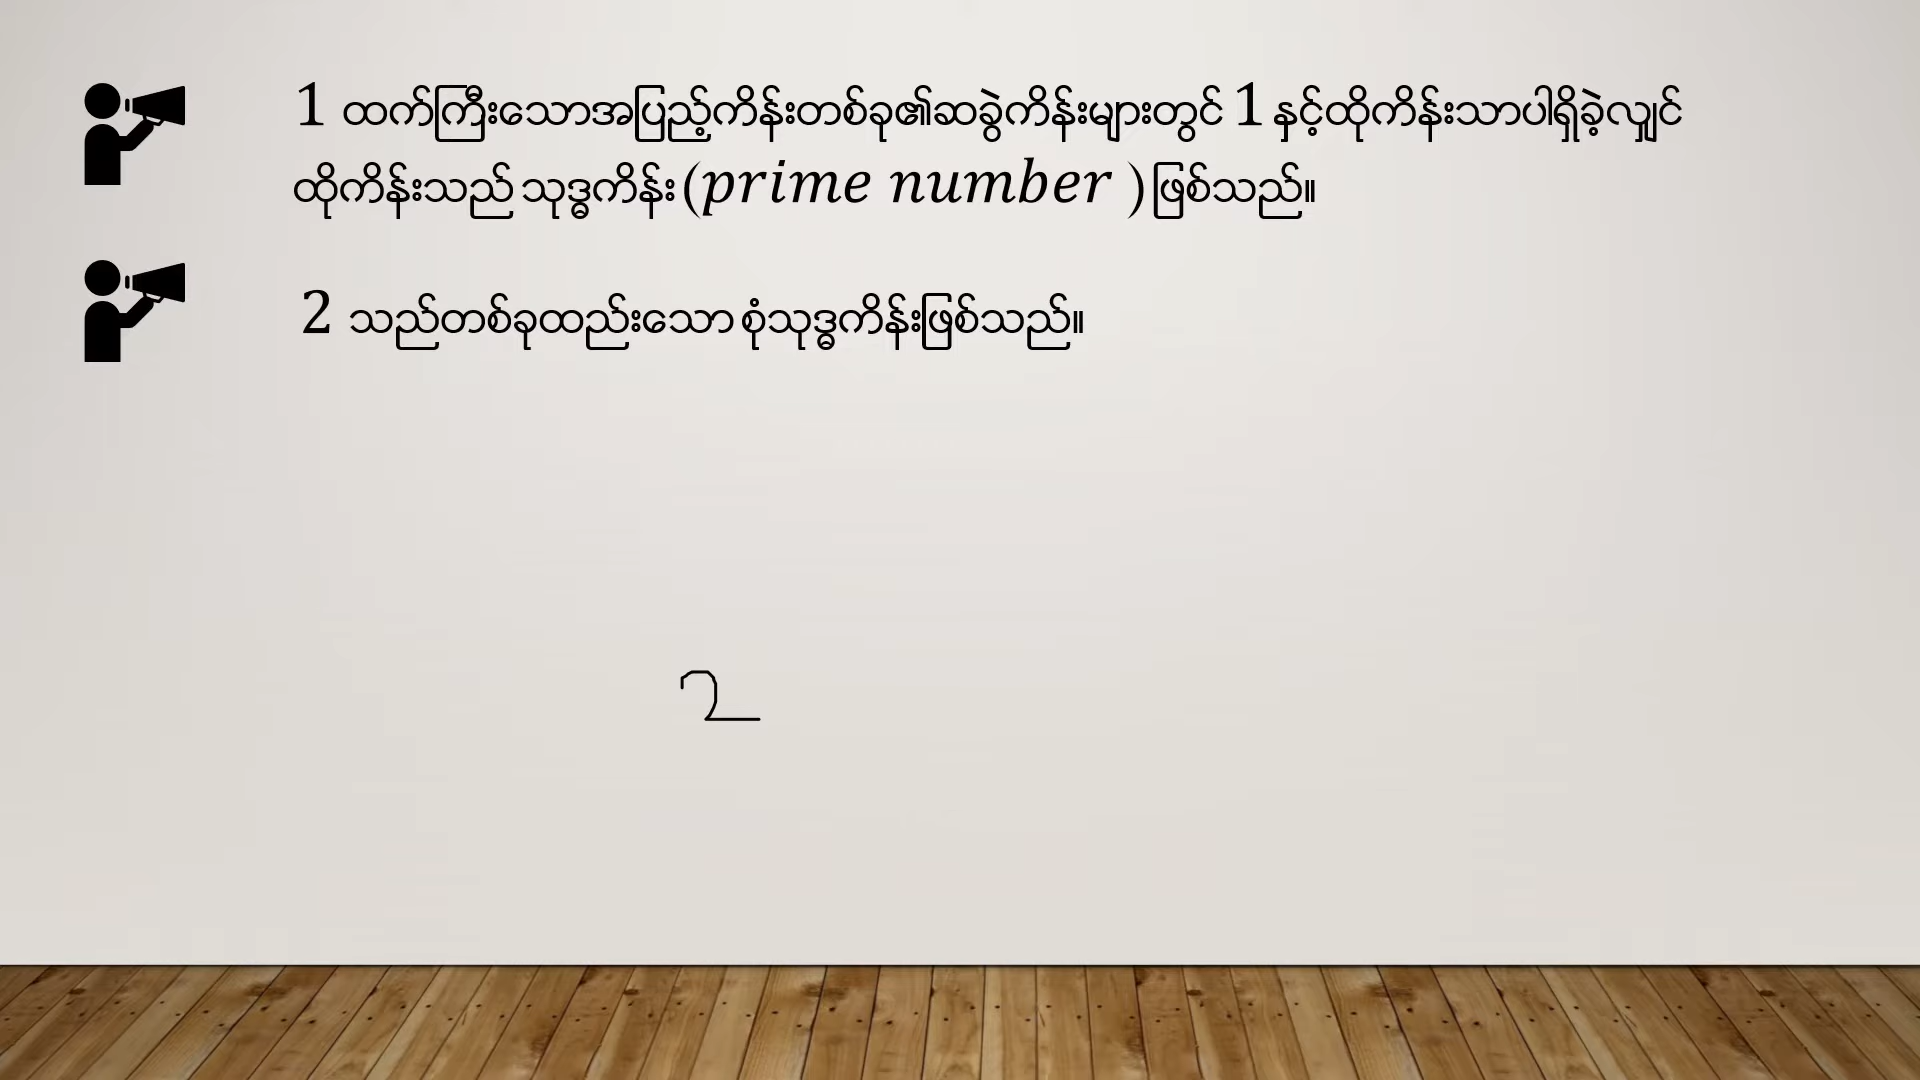 1 ထက်ကြီးသောအပြည့်ကိန်းတစ်ခု၏ဆခွဲကိန်းများတွင် 1 နှင့်ထိုကိန်းသာပါရှိခဲ့လျှင်
ထိုကိန်းသည် သုဒ္ဓကိန်း (prime number ) ဖြစ်သည်။
2 သည်တစ်ခုထည်းသော စုံသုဒ္ဓကိန်းဖြစ်သည်။
2